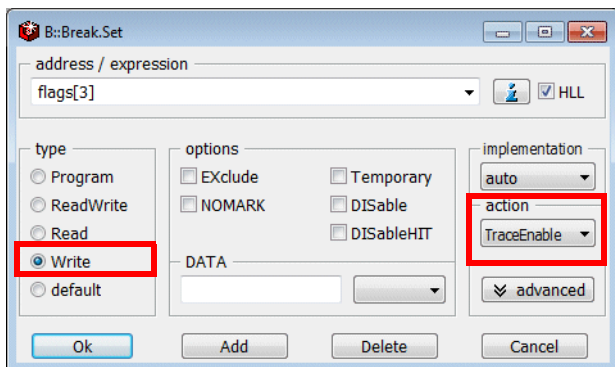 B::Break.Set
address / expression
flags[3]
i
HLL
type
options
implementation
Program
EXclude
Temporary
auto
ReadWrite
NOMARK
DISable
action
Read
DISableHIT
TraceEnable
Write
DATA
default
advanced
Ok
Add
Delete
Cancel